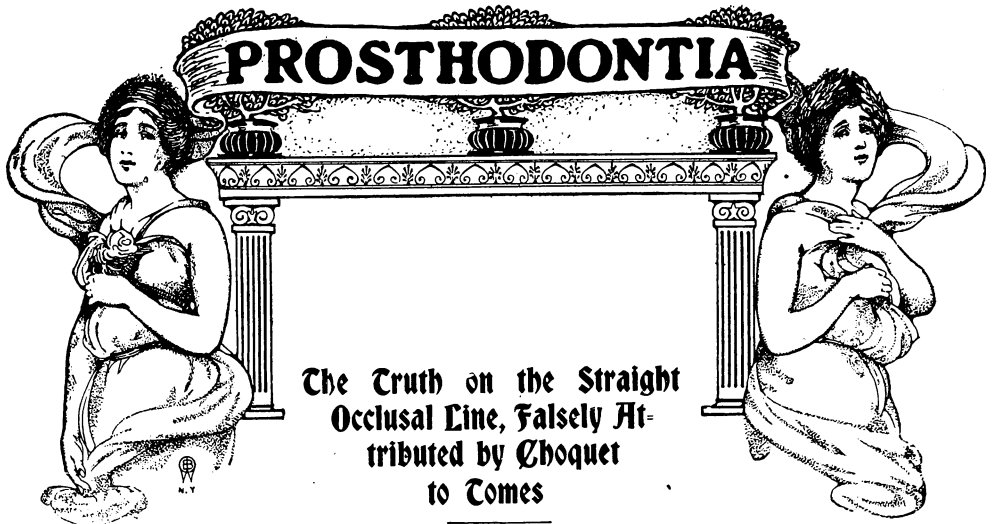 PROSTHODONTIA
The Truth on the Straight
Occlusal Line, Falsely At-
tributed by Choquet
to Tomes
N.Y